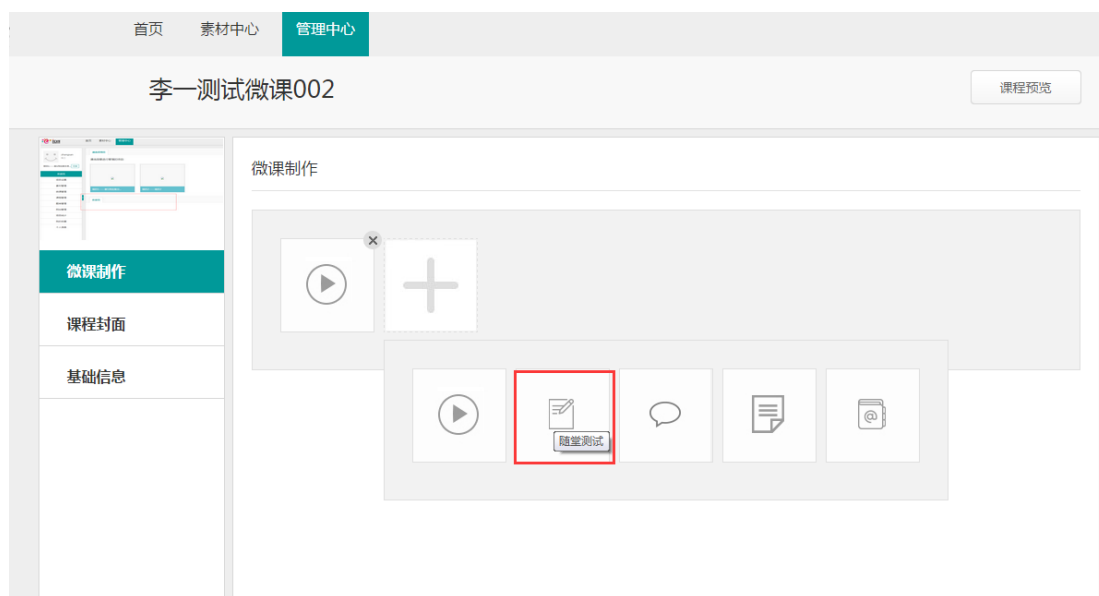 首页 素材中心 管理中心
李一测试微课002
课程预览
微课制作
微课制作
课程封面
基础信息
随堂测试